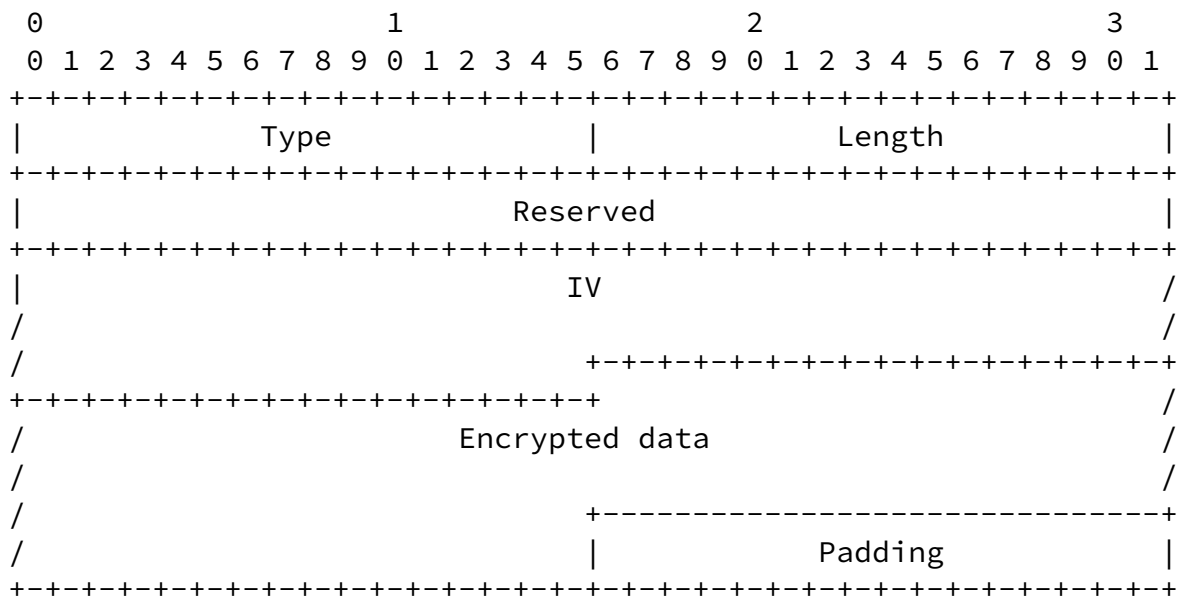 0                   1                   2                   3
 0 1 2 3 4 5 6 7 8 9 0 1 2 3 4 5 6 7 8 9 0 1 2 3 4 5 6 7 8 9 0 1
+-+-+-+-+-+-+-+-+-+-+-+-+-+-+-+-+-+-+-+-+-+-+-+-+-+-+-+-+-+-+-+-+
|             Type              |             Length            |
+-+-+-+-+-+-+-+-+-+-+-+-+-+-+-+-+-+-+-+-+-+-+-+-+-+-+-+-+-+-+-+-+
|                           Reserved                            |
+-+-+-+-+-+-+-+-+-+-+-+-+-+-+-+-+-+-+-+-+-+-+-+-+-+-+-+-+-+-+-+-+
|                              IV                               /
/                                                               /
/                               +-+-+-+-+-+-+-+-+-+-+-+-+-+-+-+-+
+-+-+-+-+-+-+-+-+-+-+-+-+-+-+-+-+                               /
/                        Encrypted data                         /
/                                                               /
/                               +-------------------------------+
/                               |            Padding            |
+-+-+-+-+-+-+-+-+-+-+-+-+-+-+-+-+-+-+-+-+-+-+-+-+-+-+-+-+-+-+-+-+